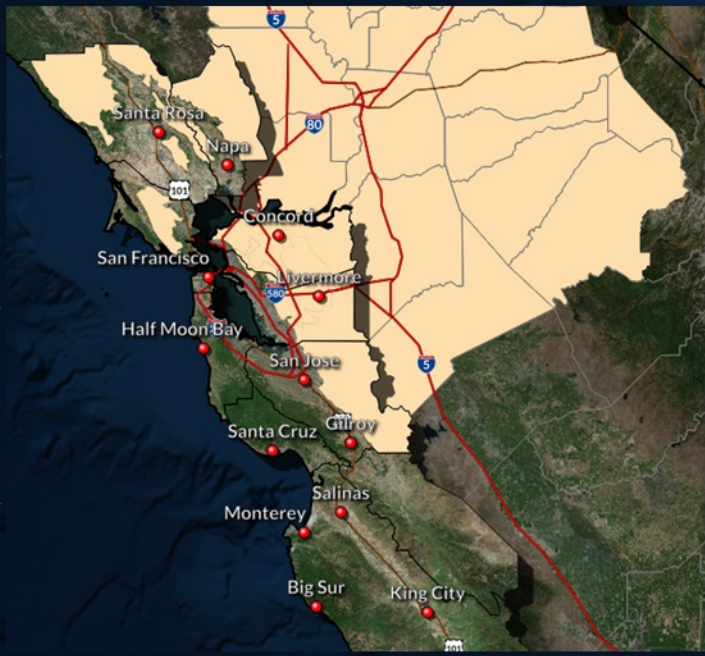 5
Santa Rosa
80
Napa
101
Concord
San Francisco
Livermore
580
Half Moon Bay
San Jose
5
Gilroy
Santa Cruz
Salinas
Monterey
Big Sur
King City
101